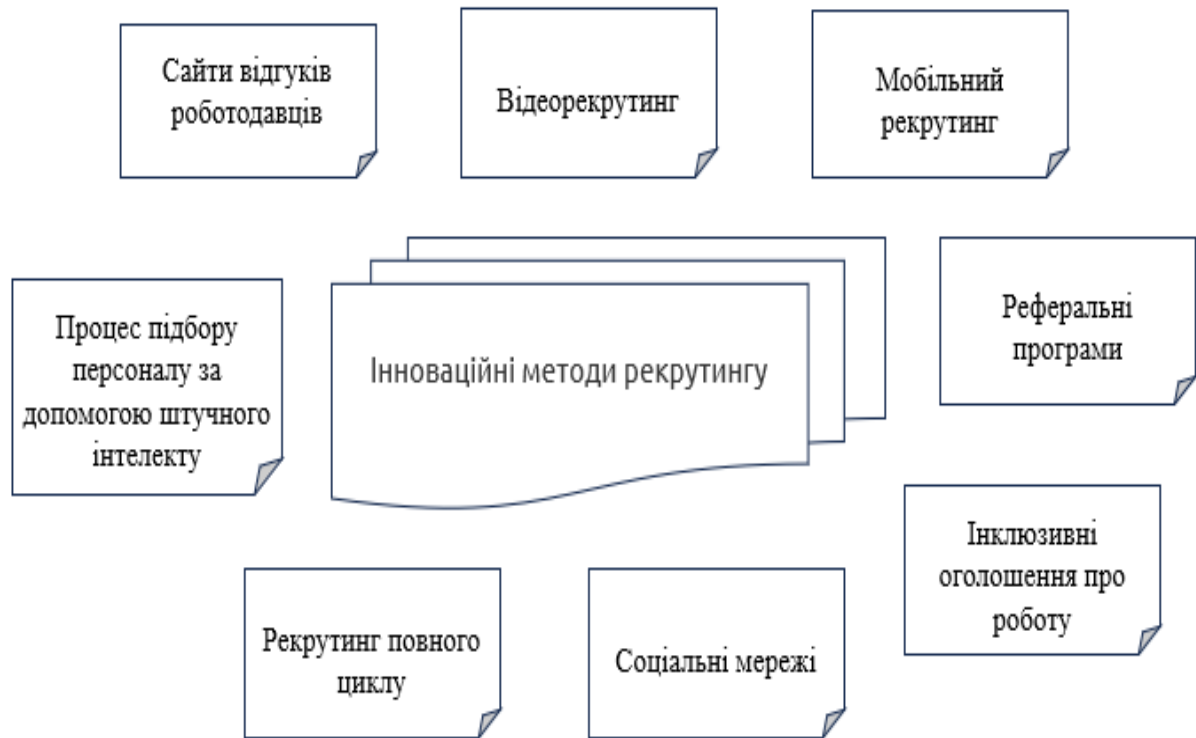 Сайти відгуків
роботодавців
Відеорекрутинг
Мобільний
рекрутинг
Процес підбору
персоналу за
допомогою штучного
інтелекту
Інноваційні методи рекрутингу
Реферальні
програми
Інклюзивні
оголошення про
роботу
Рекрутинг повного
циклу
Соціальні мережі